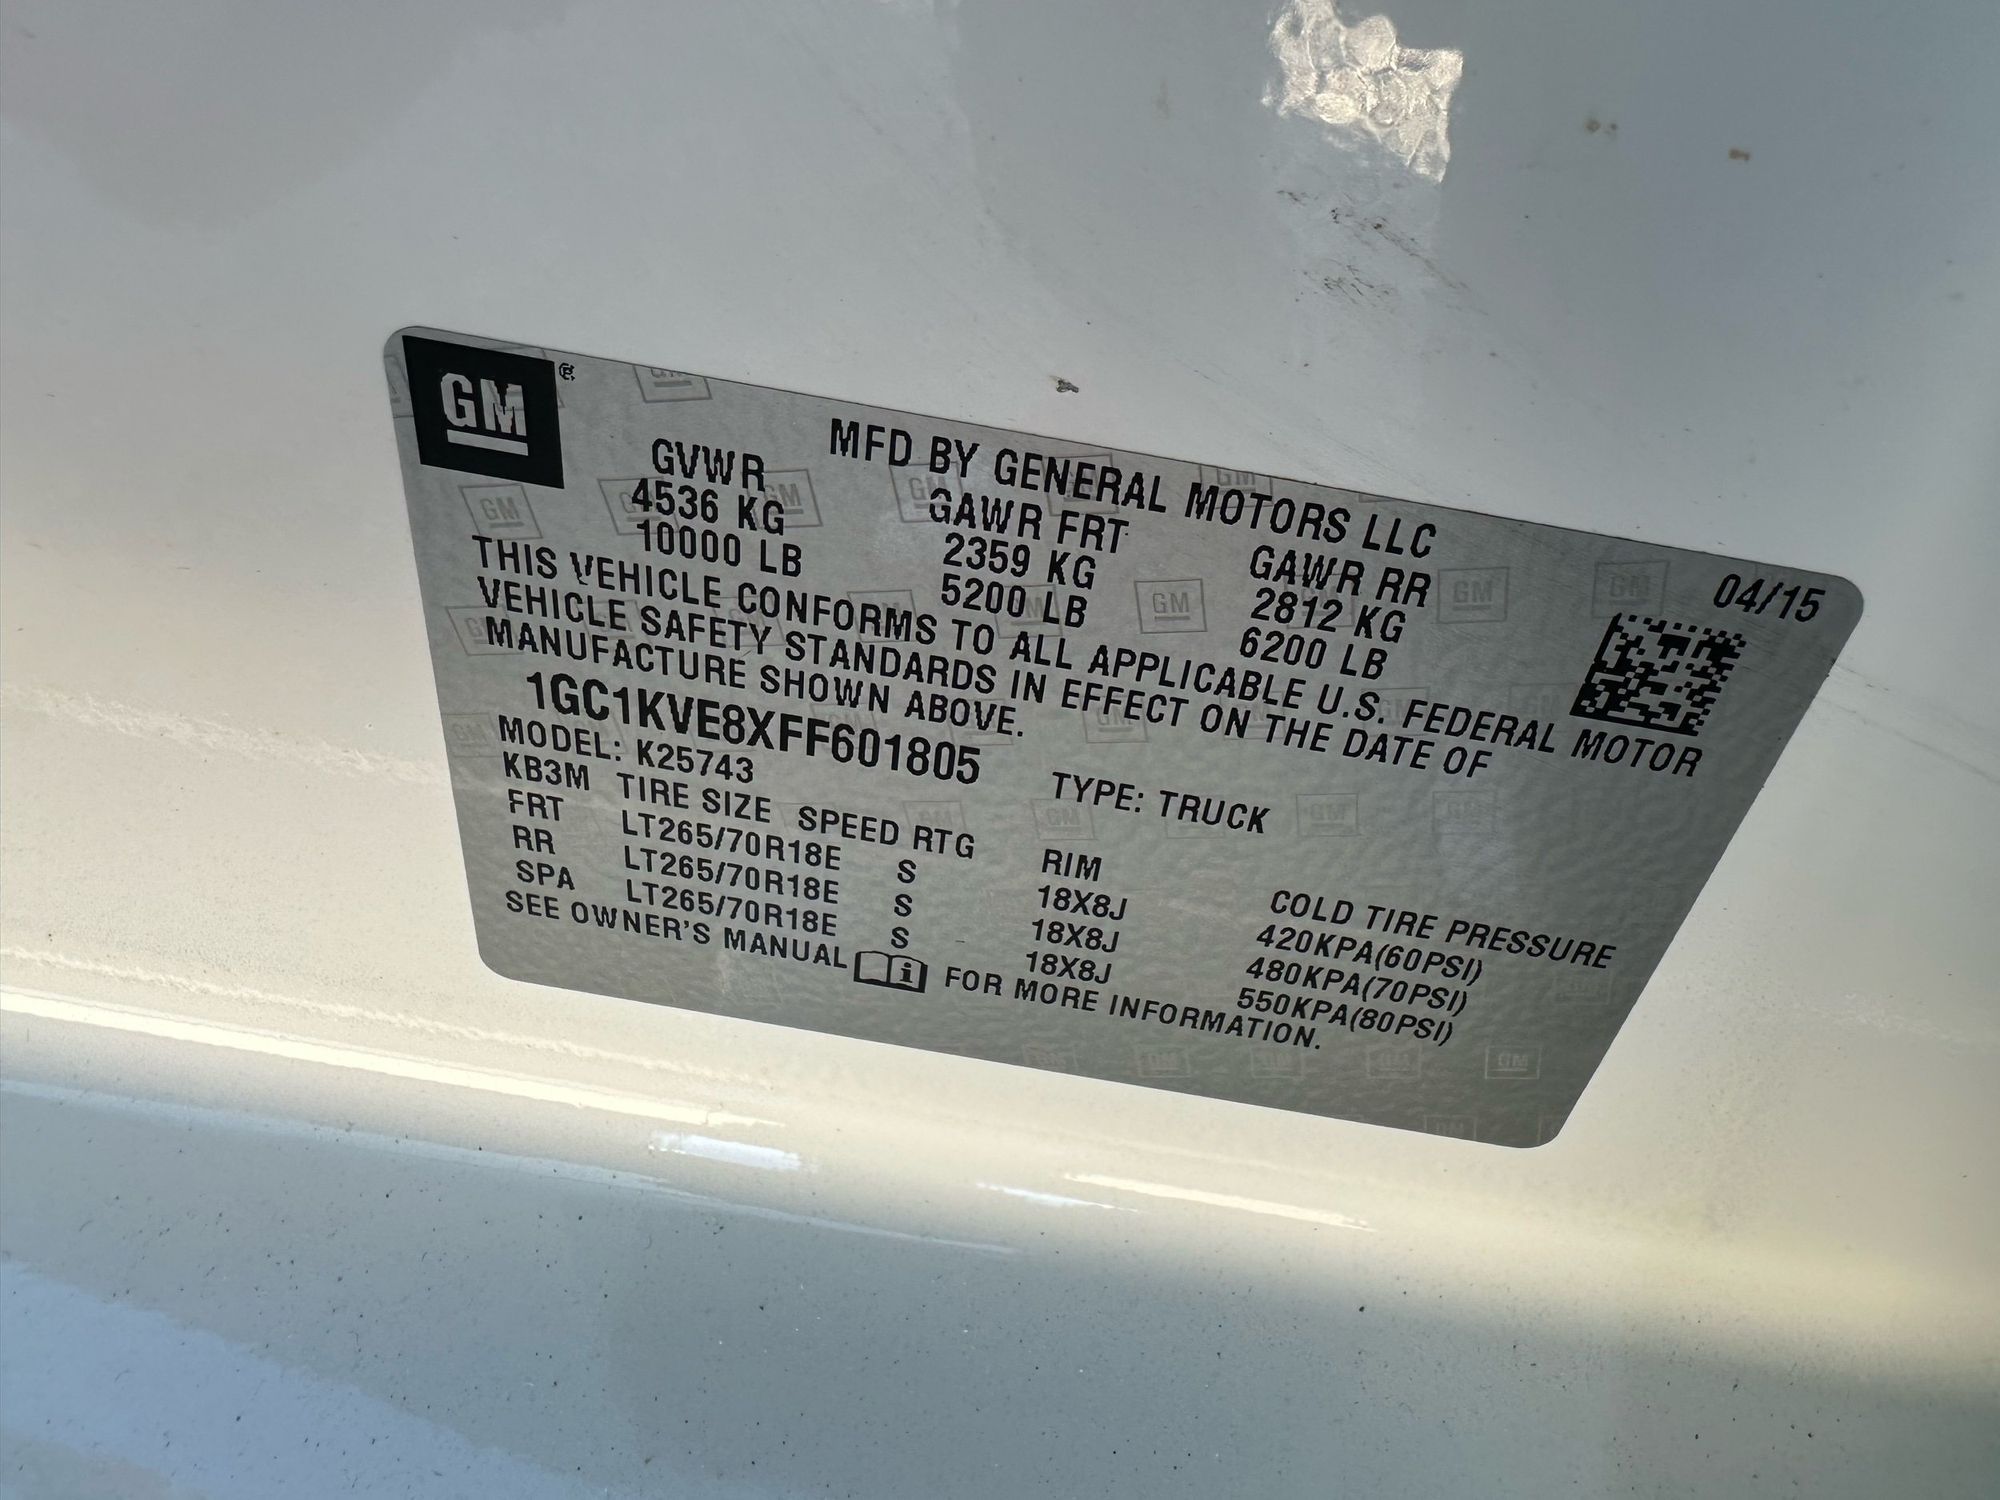 GM
MFD BY GENERAL MOTORS LLC
GVWR GAWR FRT GAWR RR 04/15
4536 KG 2359 KG 2812 KG
10000 LB 5200 LB 6200 LB
THIS VEHICLE CONFORMS TO ALL APPLICABLE U.S. FEDERAL MOTOR
VEHICLE SAFETY STANDARDS IN EFFECT ON THE DATE OF
MANUFACTURE SHOWN ABOVE.
1GC1KVE8XFF601805 TYPE: TRUCK
MODEL: K25743
KB3M TIRE SIZE SPEED RTG RIM COLD TIRE PRESSURE
FRT LT265/70R18E S 18X8J 420KPA(60PSI)
RR LT265/70R18E S 18X8J 480KPA(70PSI)
SPA LT265/70R18E S 18X8J 550KPA(80PSI)
SEE OWNER'S MANUAL i FOR MORE INFORMATION.